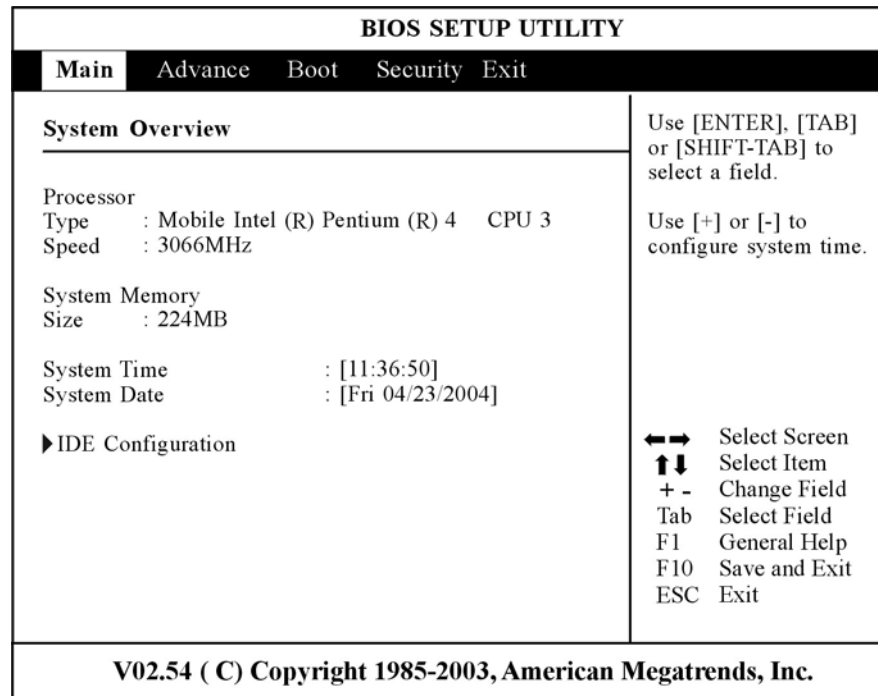 BIOS SETUP UTILITY
Main Advance Boot Security Exit
System Overview
Processor
Type : Mobile Intel (R) Pentium (R) 4 CPU 3
Speed : 3066MHz
System Memory
Size : 224MB
System Time : [11:36:50]
System Date : [Fri 04/23/2004]
IDE Configuration
Use [ENTER], [TAB]
or [SHIFT-TAB] to
select a field.
Use [+] or [-] to
configure system time.
Select Screen
Select Item
+ - Change Field
Tab Select Field
F1 General Help
F10 Save and Exit
ESC Exit
V02.54 ( C) Copyright 1985-2003, American Megatrends, Inc.